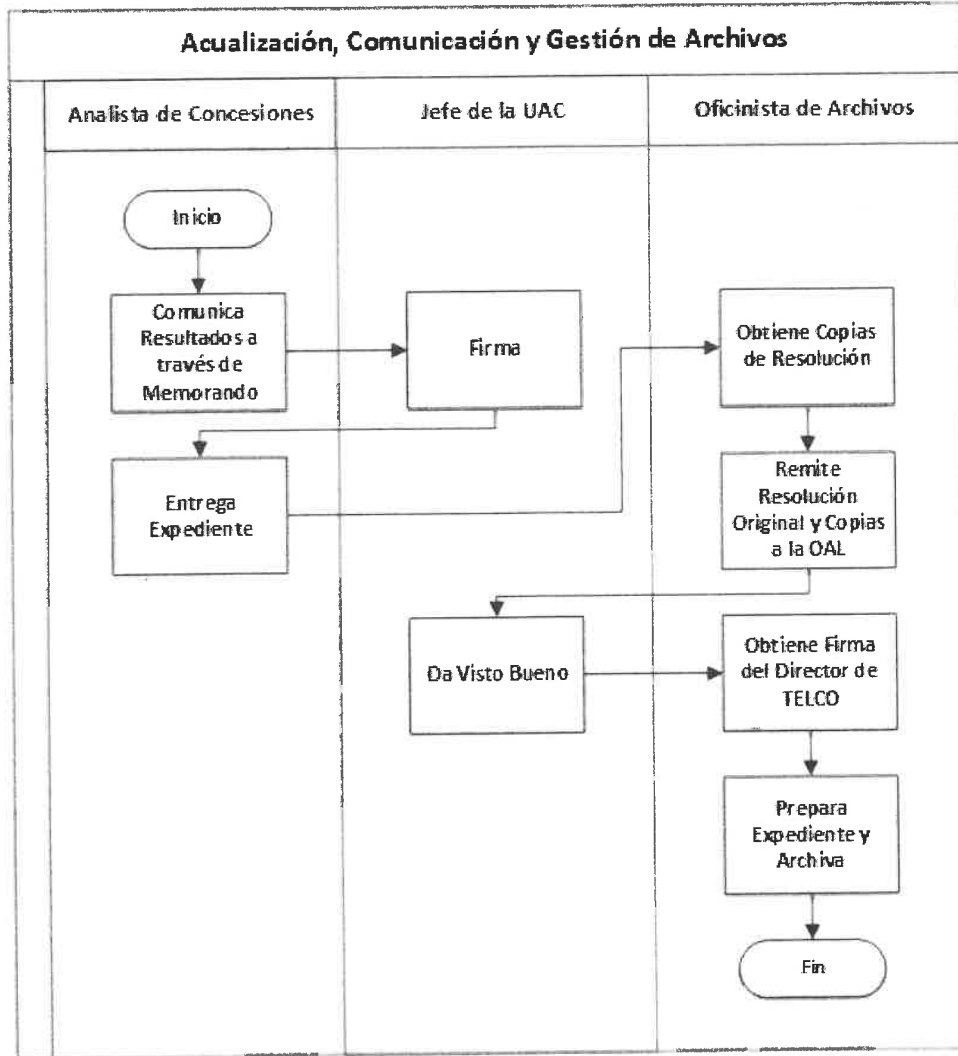 Acualización, Comunicación y Gestión de Archivos
Analista de Concesiones
Jefe de la UAC
Oficinista de Archivos
Inicio
Comunica
Resultados a
través de
Memorando
Firma
Obtiene Copias
de Resolución
Entrega
Expediente
Remite
Resolución
Original y Copias
a la OAL
Da Visto Bueno
Obtiene Firma
del Director de
TELCO
Prepara
Expediente y
Archiva
Fin